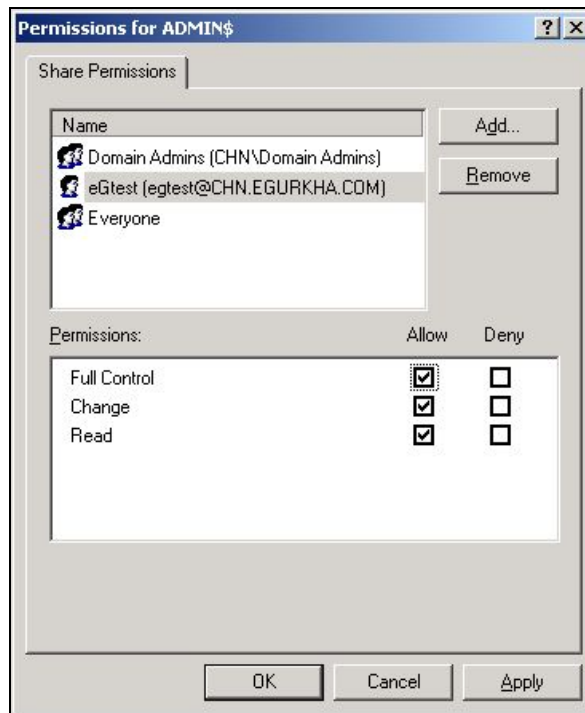 Permissions for ADMIN$
Share Permissions
Name
Add...
Domain Admins (CHN\Domain Admins)
Remove
eGtest (egtest@CHN.EGURKHA.COM)
Everyone
Permissions: Allow Deny
Full Control
Change
Read
OK Cancel Apply